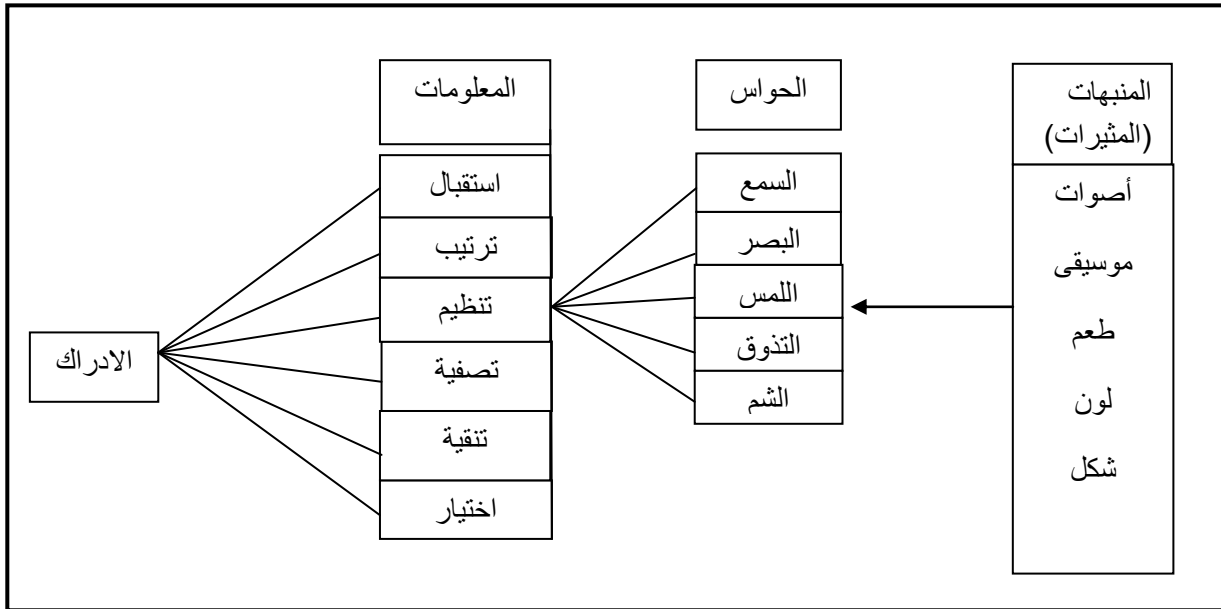 المنبهات
(المثيرات)
أصوات
موسيقى
طعم
لون
شكل
الحواس
السمع
البصر
اللمس
التذوق
الشم
المعلومات
استقبال
ترتيب
تنظيم
تصفية
تنقية
اختيار
الادراك